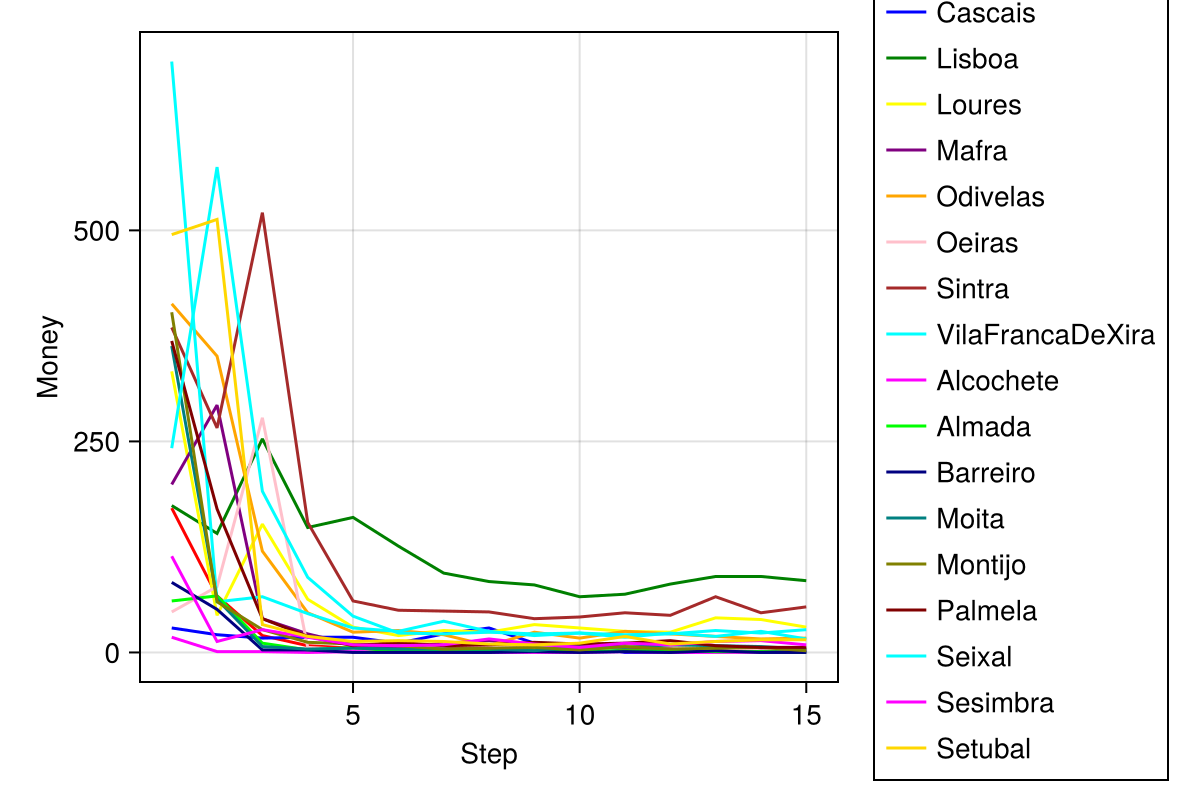 Cascais
Lisboa
Loures
Mafra
Odivelas
Oeiras
Sintra
VilaFrancaDeXira
Alcochete
Almada
Barreiro
Moita
Montijo
Palmela
Seixal
Sesimbra
Setubal
500
250
0
Money
5 10 15
Step